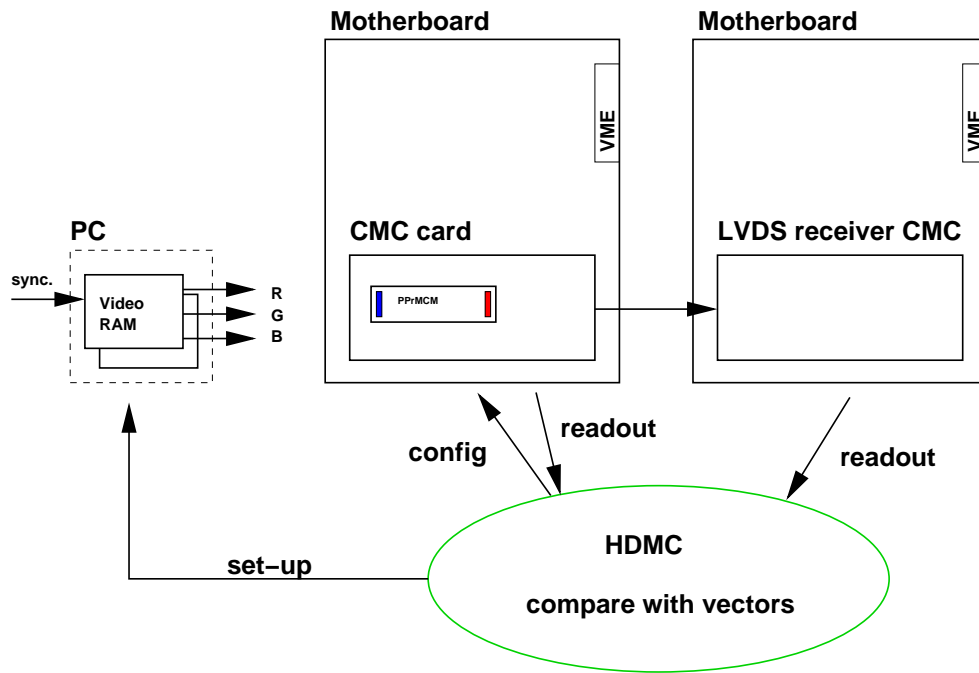 Motherboard
Motherboard
VME
VME
PC
CMC card
LVDS receiver CMC
sync.
Video
RAM
R
G
B
PPrMCM
config
readout
readout
set−up
HDMC
compare with vectors